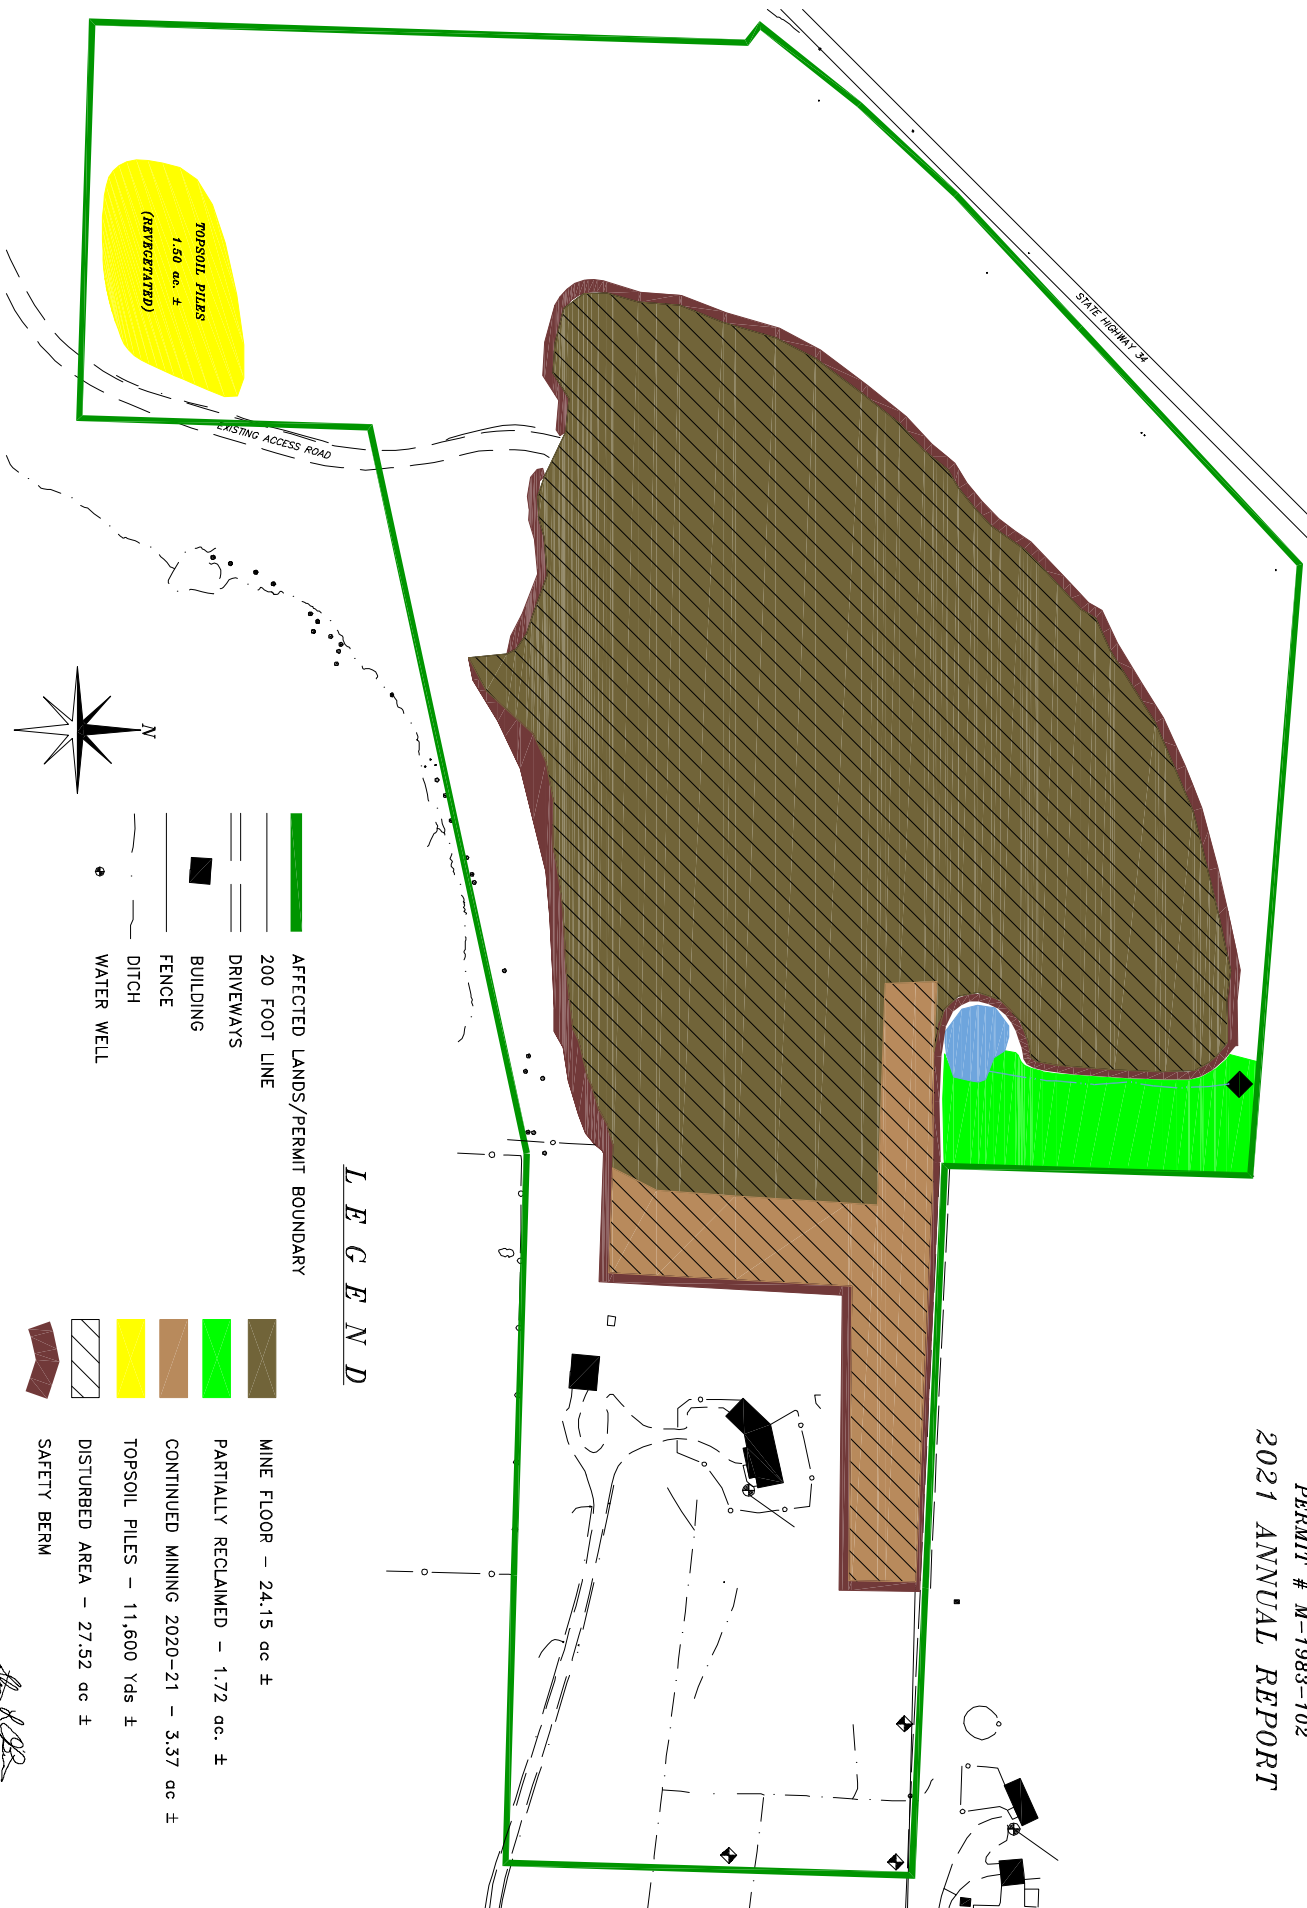 PERMIT # M-1983-102
2021 ANNUAL REPORT
STATE HIGHWAY 34
TOPSOIL PILES
1.50 ac. ±
(REVEGETATED)
EXISTING ACCESS ROAD
N
L E G E N D
AFFECTED LANDS/PERMIT BOUNDARY
200 FOOT LINE
DRIVEWAYS
BUILDING
FENCE
DITCH
WATER WELL
MINE FLOOR - 24.15 ac ±
PARTIALLY RECLAIMED - 1.72 ac. ±
CONTINUED MINING 2020-21 - 3.37 ac ±
TOPSOIL PILES - 11,600 Yds ±
DISTURBED AREA - 27.52 ac ±
SAFETY BERM